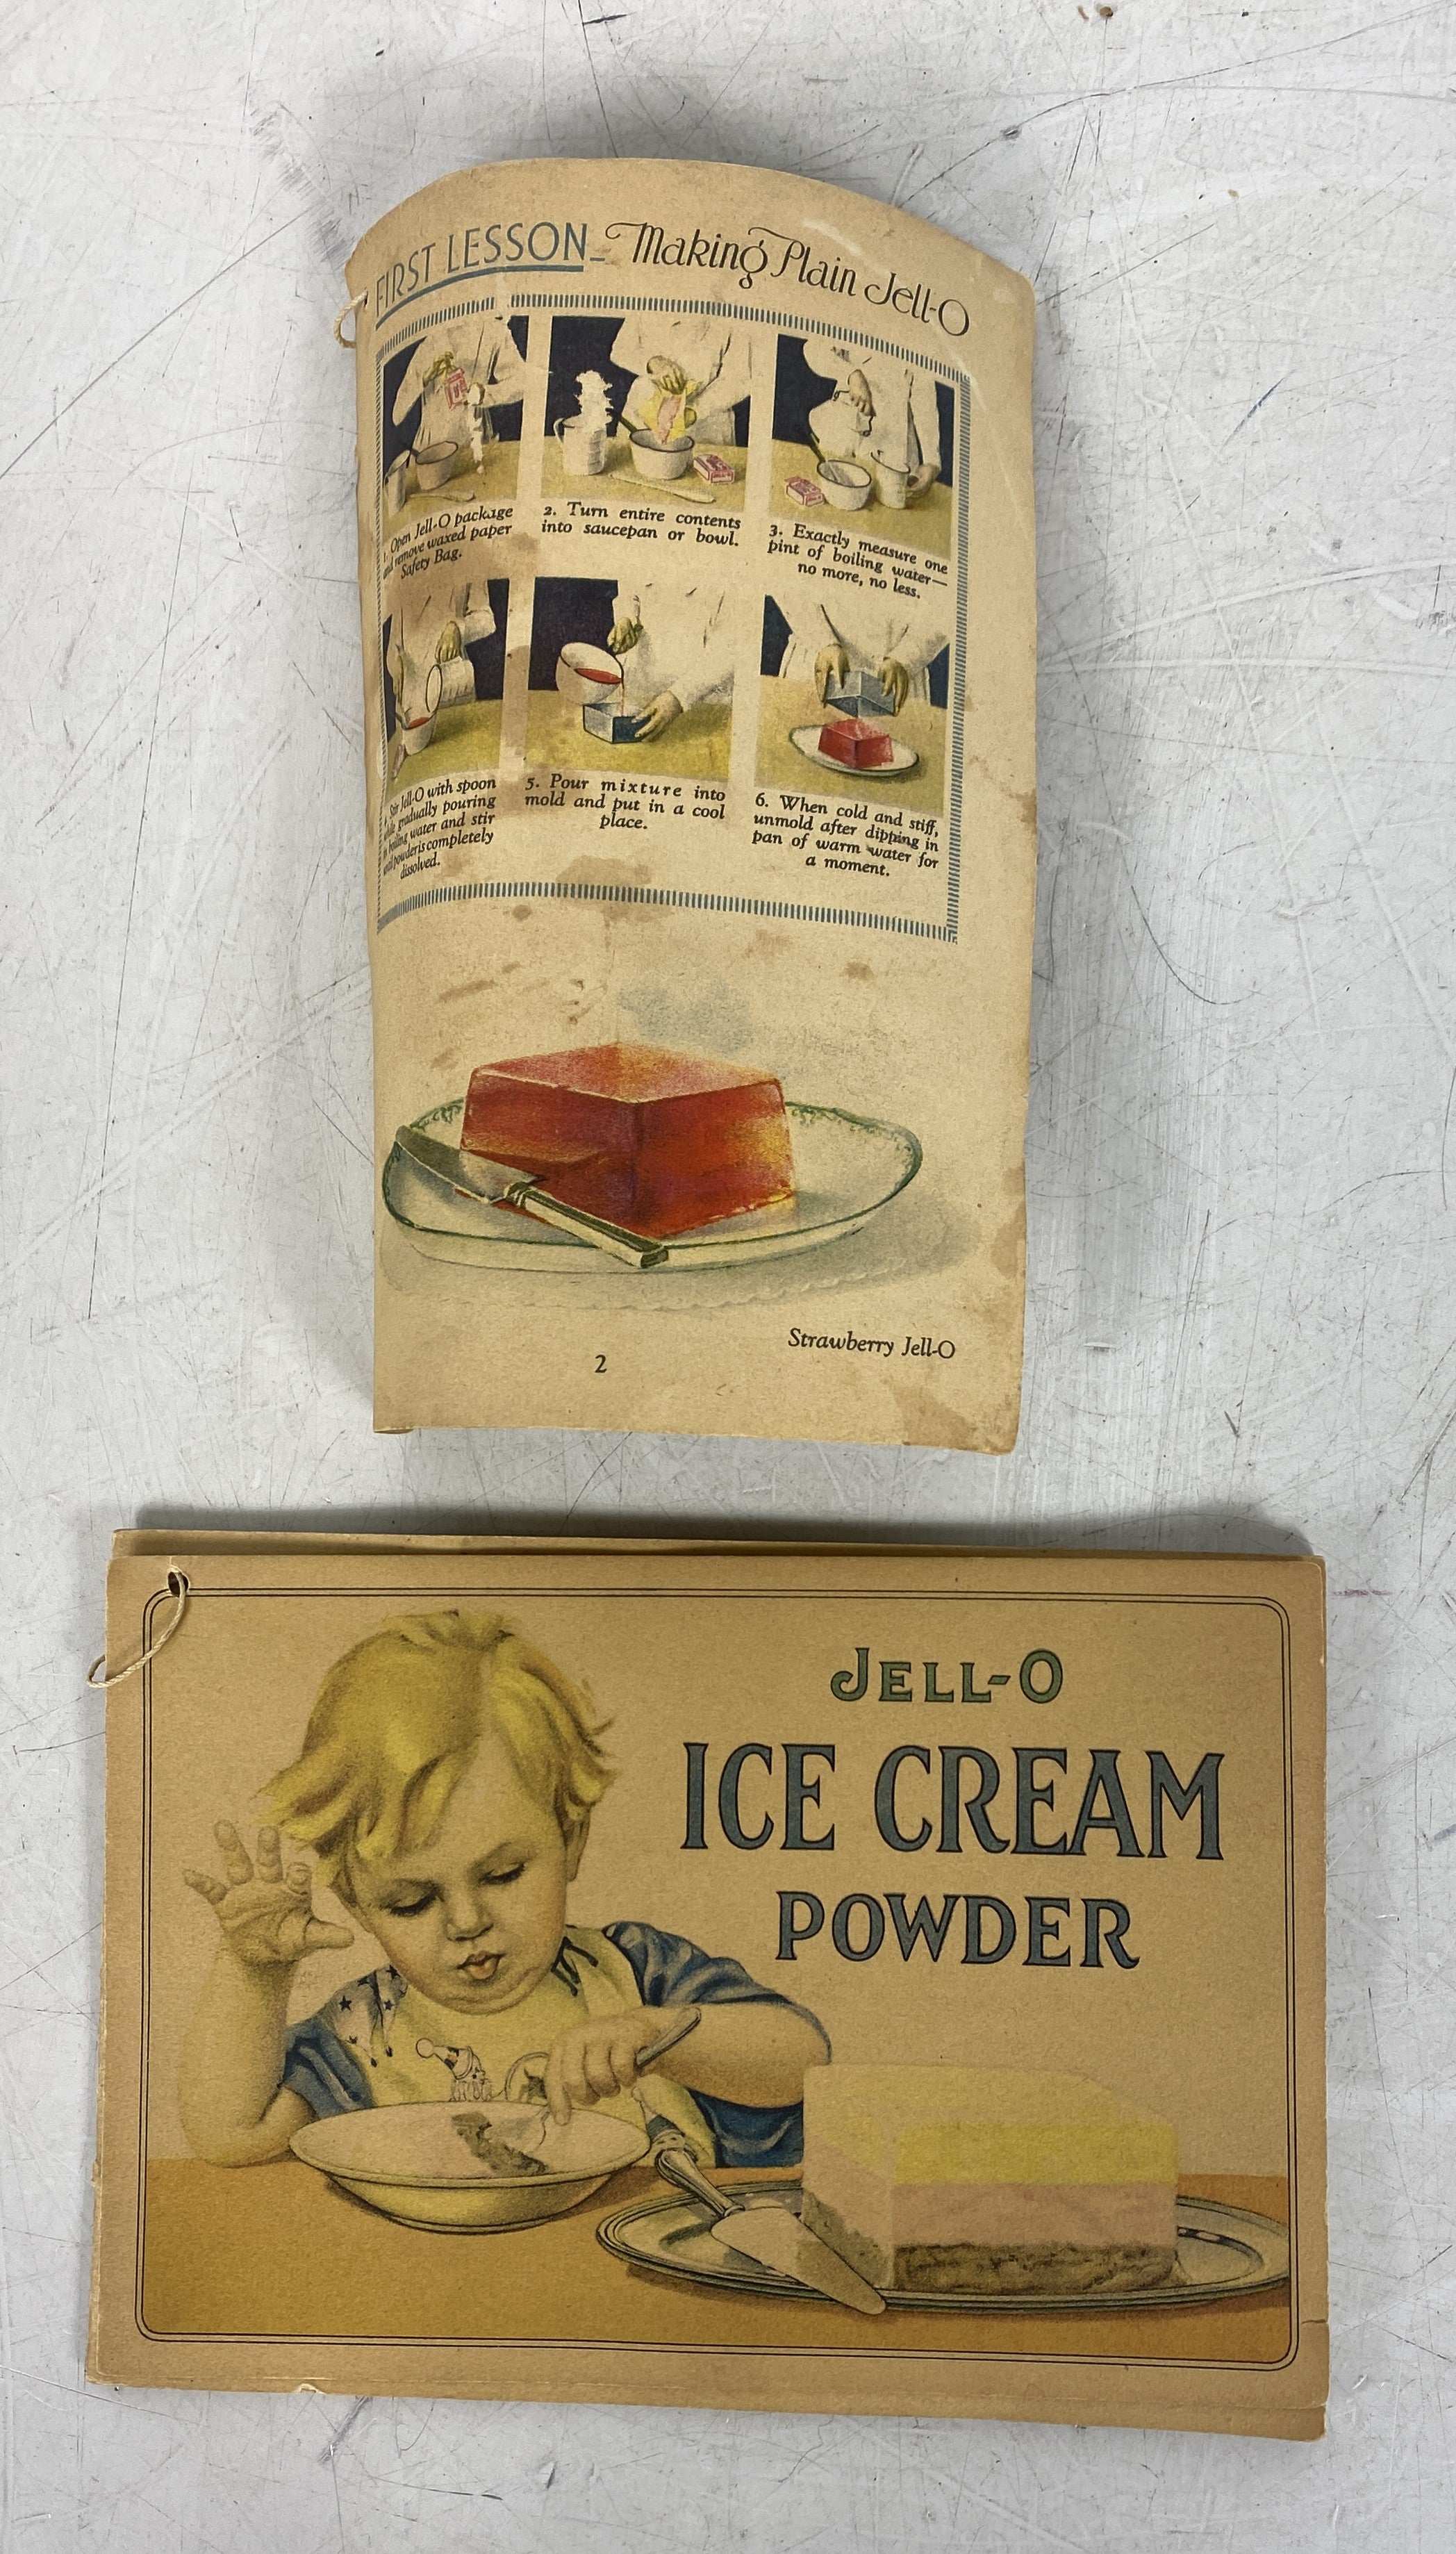 FIRST LESSON - Making Plain Jell-O
1. Open Jell-O package
and remove waxed paper
Safety Bag.
2. Turn entire contents
into saucepan or bowl.
3. Exactly measure one
pint of boiling water—
no more, no less.
4. Stir Jell-O with spoon
while gradually pouring
in boiling water and stir
until powder is completely
dissolved.
5. Pour mixture into
mold and put in a cool
place.
6. When cold and stiff,
unmold after dipping in
pan of warm water for
a moment.
Strawberry Jell-O
2
JELL-O
ICE CREAM
POWDER